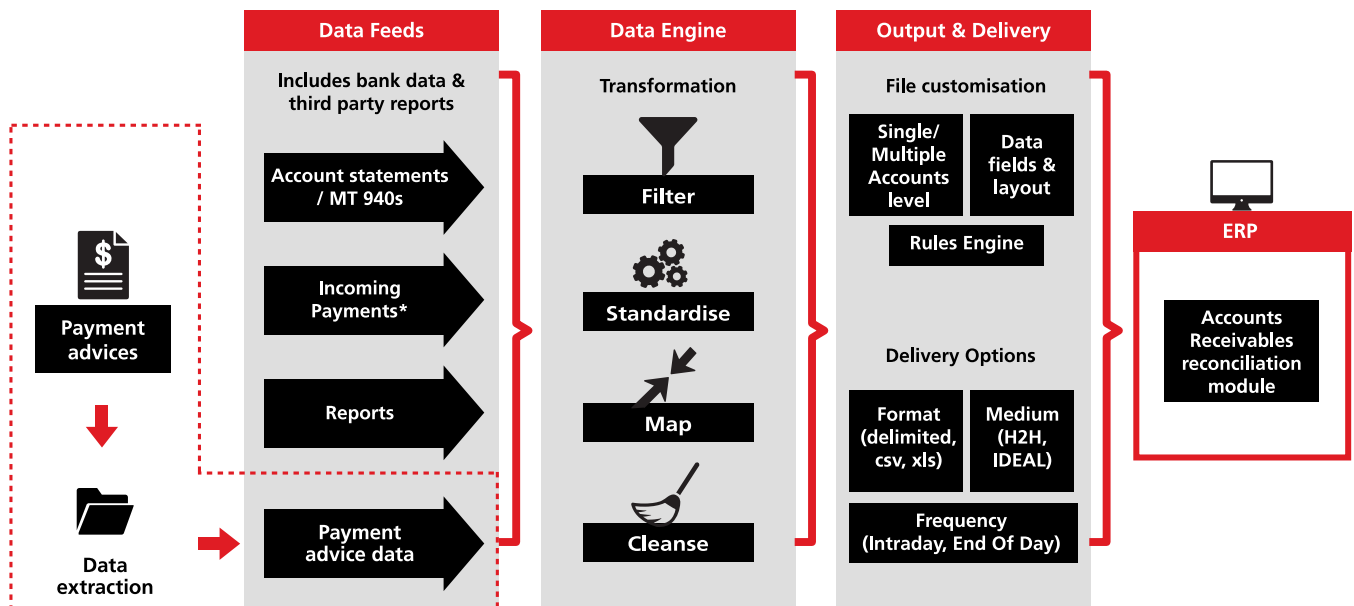 Payment
advices
Data
extraction
Data Feeds
Includes bank data &
third party reports
Account statements
/ MT 940s
Incoming
Payments*
Reports
Payment
advice data
Data Engine
Transformation
Filter
Standardise
Map
Cleanse
Output & Delivery
File customisation
Single/
Multiple
Accounts
level
Data
fields &
layout
Rules Engine
Delivery Options
Format
(delimited,
csv, xls)
Medium
(H2H,
IDEAL)
Frequency
(Intraday, End Of Day)
ERP
Accounts
Receivables
reconciliation
module